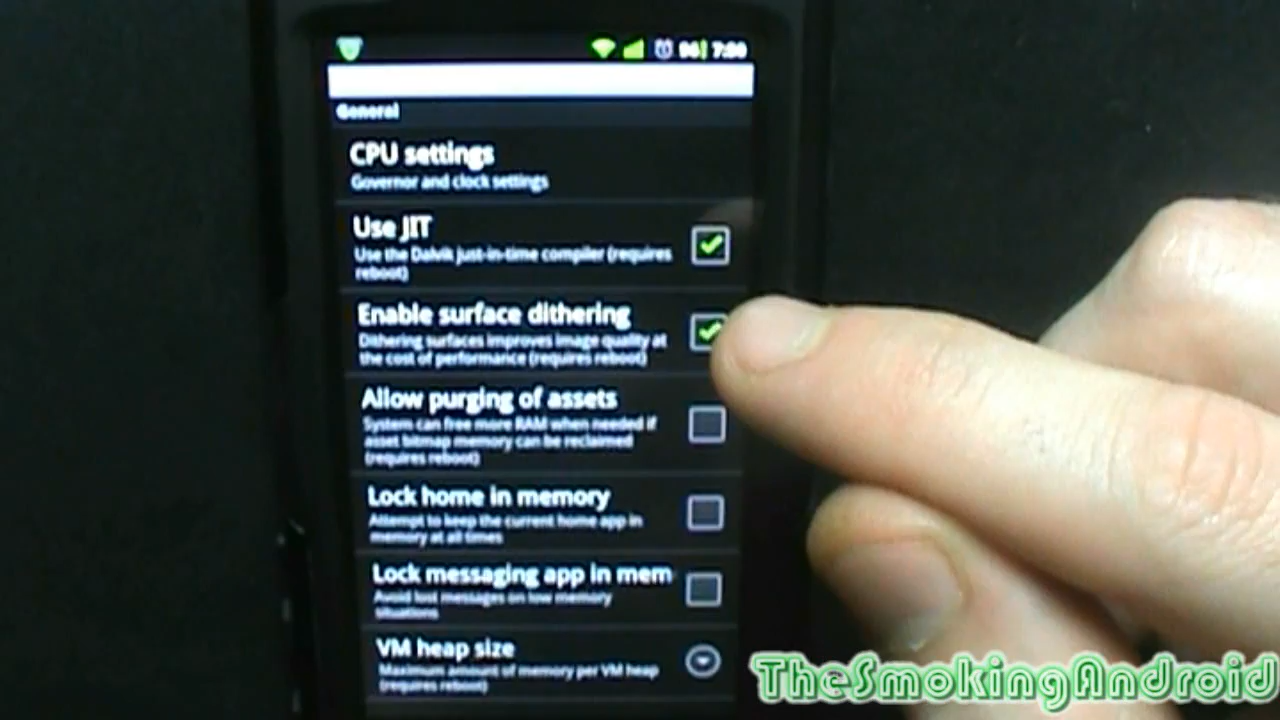 7:50
General
CPU settings
Governor and clock settings
Use JIT
Use the Dalvik just-in-time compiler (requires
reboot)
Enable surface dithering
Dithering surfaces improves image quality at
the cost of performance (requires reboot)
Allow purging of assets
System can free more RAM when needed if
asset bitmap memory can be reclaimed
(requires reboot)
Lock home in memory
Attempt to keep the current home app in
memory at all times
Lock messaging app in mem
Avoid lost messages on low memory
situations
VM heap size
Maximum amount of memory per VM heap
(requires reboot)
TheSmokingAndroid